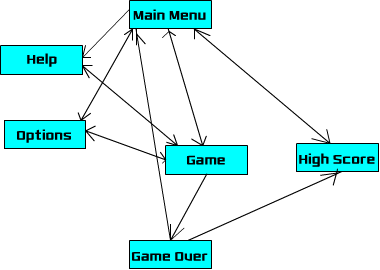 Main Menu
Help
Options
Game
High Score
Game Over